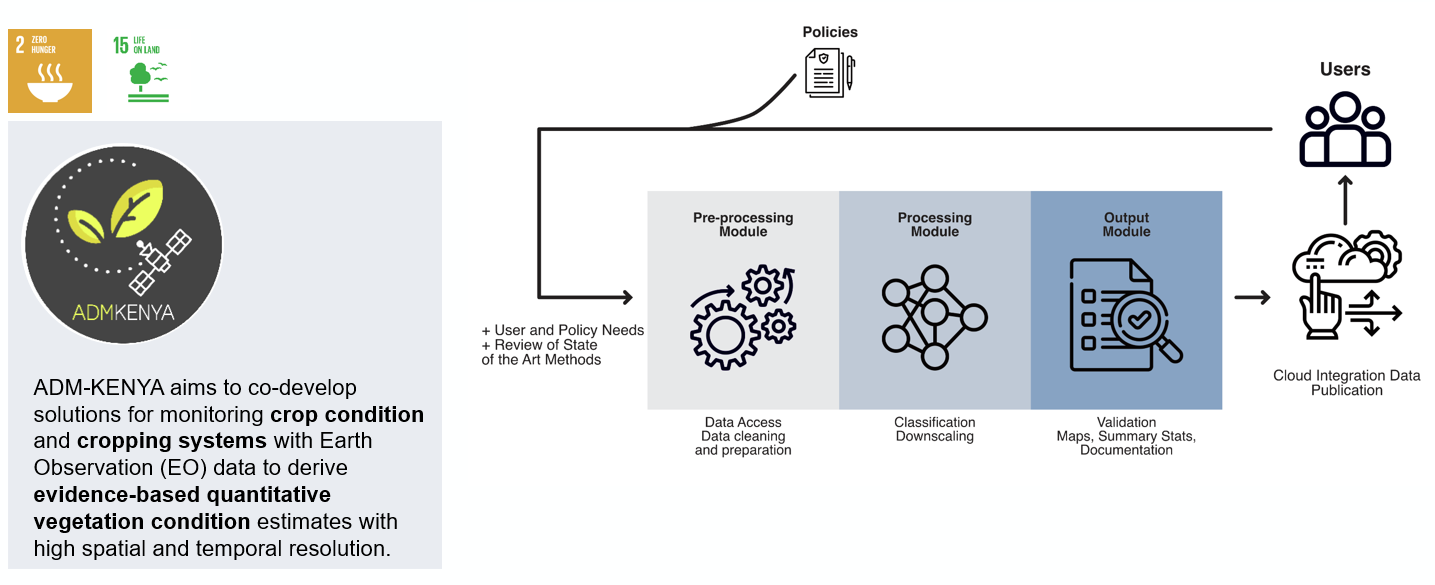 2 ZERO
HUNGER
15 LIFE
ON LAND
ADMKENYA
ADM-KENYA aims to co-develop
solutions for monitoring crop condition
and cropping systems with Earth
Observation (EO) data to derive
evidence-based quantitative
vegetation condition estimates with
high spatial and temporal resolution.
Policies
Users
+ User and Policy Needs
+ Review of State
of the Art Methods
Pre-processing
Module
Data Access
Data cleaning
and preparation
Processing
Module
Classification
Downscaling
Output
Module
Validation
Maps, Summary Stats,
Documentation
Cloud Integration Data
Publication